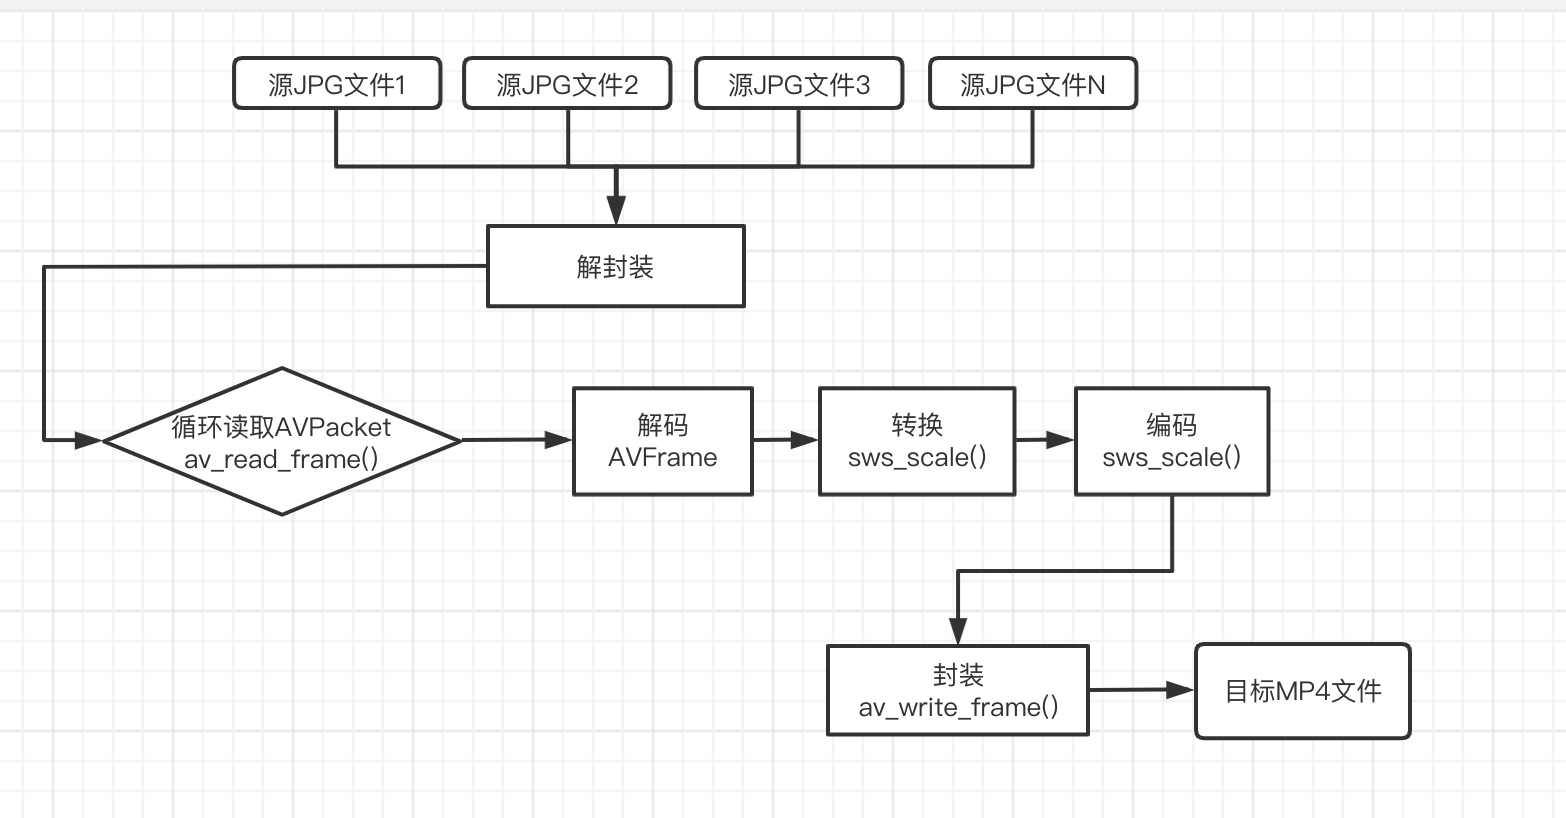 源JPG文件1
源JPG文件2
源JPG文件3
源JPG文件N
解封装
循环读取AVPacket
av_read_frame()
解码
AVFrame
转换
sws_scale()
编码
sws_scale()
封装
av_write_frame()
目标MP4文件